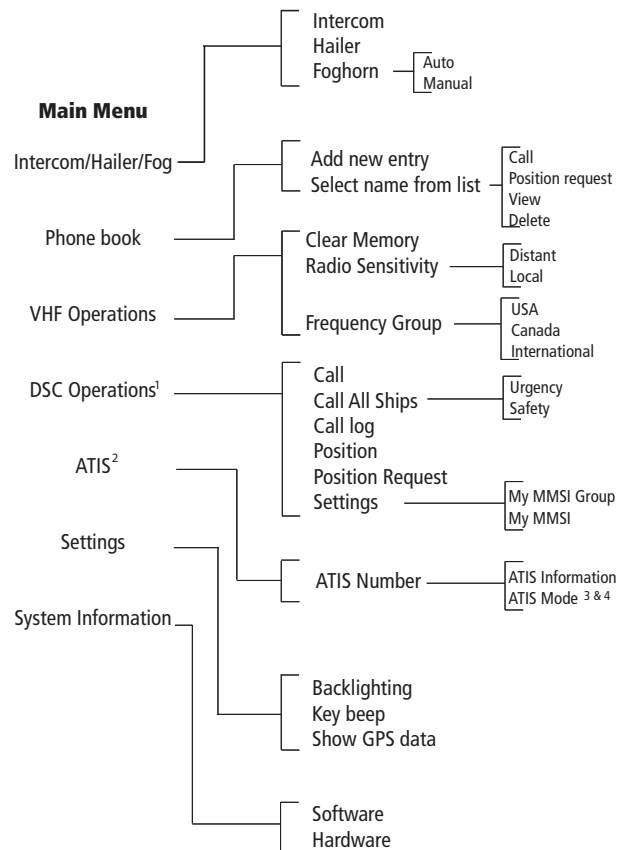 Main Menu
Intercom/Hailer/Fog
Intercom
Hailer
Foghorn
Auto
Manual
Phone book
Add new entry
Select name from list
Call
Position request
View
Delete
VHF Operations
Clear Memory
Radio Sensitivity
Distant
Local
Frequency Group
USA
Canada
International
DSC Operations¹
Call
Call All Ships
Urgency
Safety
Call log
Position
Position Request
Settings
My MMSI Group
My MMSI
ATIS²
ATIS Number
ATIS Information
ATIS Mode 3 & 4
Settings
Backlighting
Key beep
Show GPS data
System Information
Software
Hardware